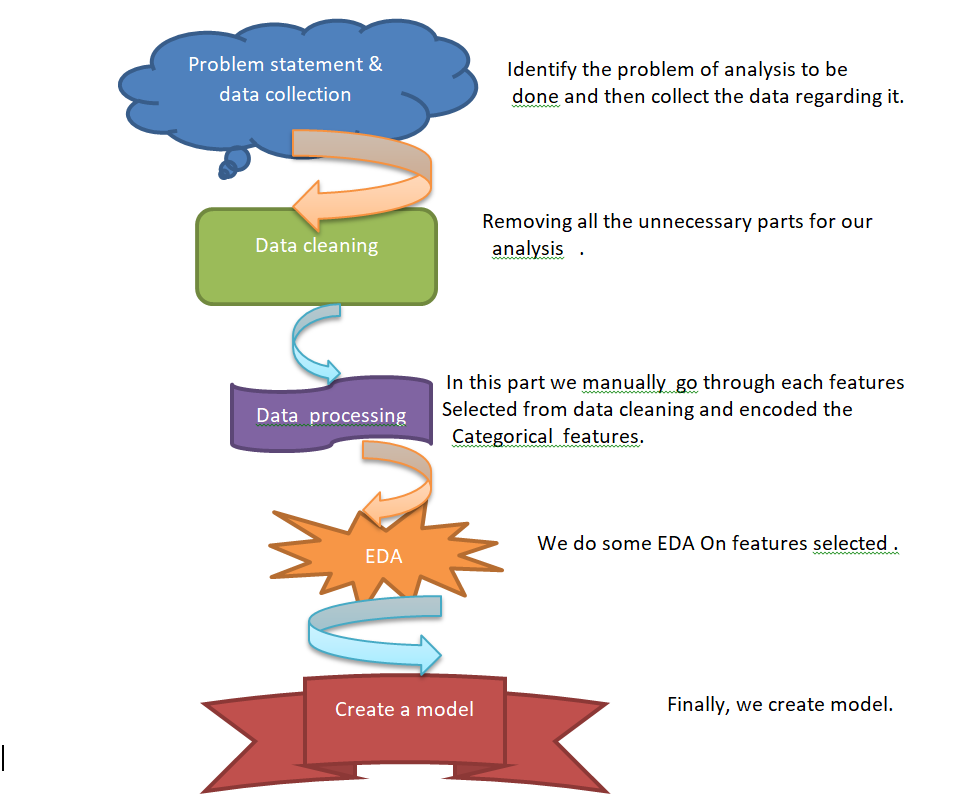 Problem statement &
data collection
Identify the problem of analysis to be
done and then collect the data regarding it.
Data cleaning
Removing all the unnecessary parts for our
analysis .
Data processing
In this part we manually go through each features
Selected from data cleaning and encoded the
Categorical features.
EDA
We do some EDA On features selected .
Create a model
Finally, we create model.